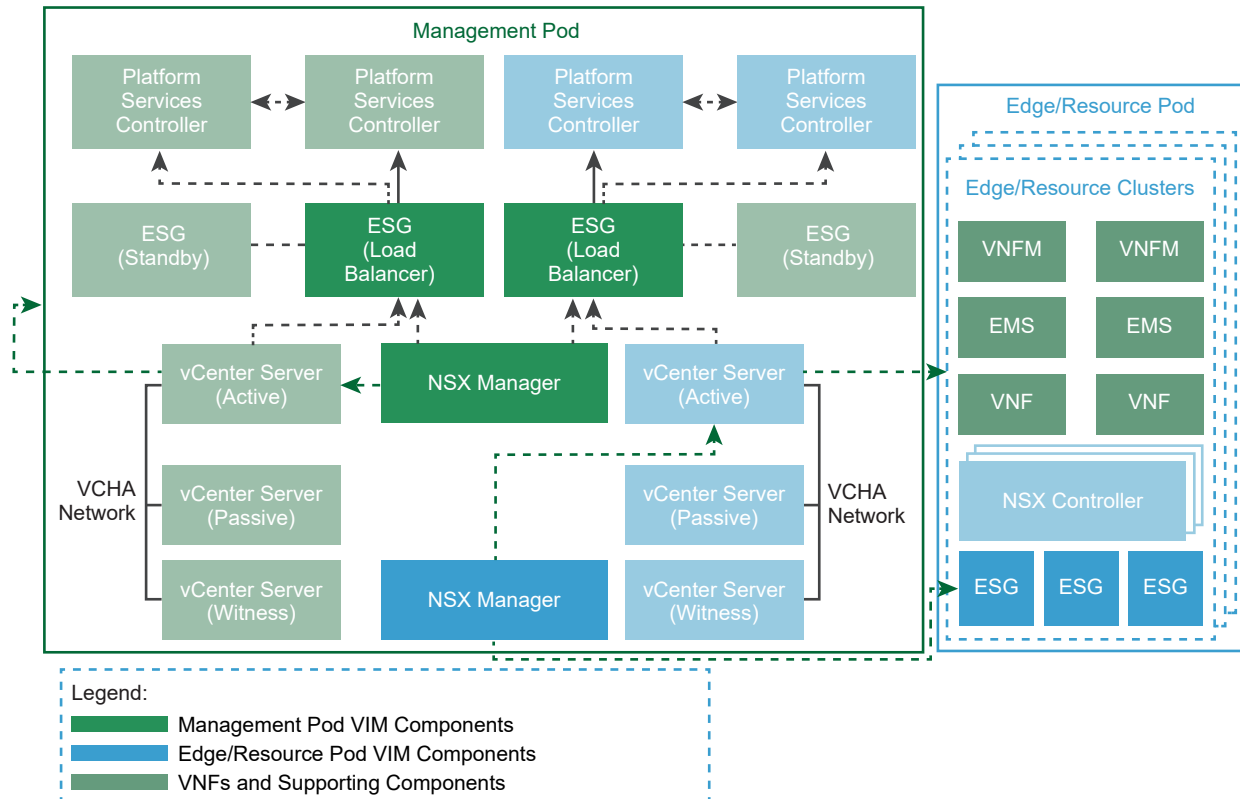 Management Pod
Platform
Services
Controller
Platform
Services
Controller
Platform
Services
Controller
Platform
Services
Controller
ESG
(Standby)
ESG
(Load
Balancer)
ESG
(Load
Balancer)
ESG
(Standby)
vCenter Server
(Active)
NSX Manager
vCenter Server
(Active)
VCHA
Network
vCenter Server
(Passive)
vCenter Server
(Passive)
VCHA
Network
vCenter Server
(Witness)
NSX Manager
vCenter Server
(Witness)
Edge/Resource Pod
Edge/Resource Clusters
VNFM
VNFM
EMS
EMS
VNF
VNF
NSX Controller
ESG
ESG
ESG
Legend:
Management Pod VIM Components
Edge/Resource Pod VIM Components
VNFs and Supporting Components